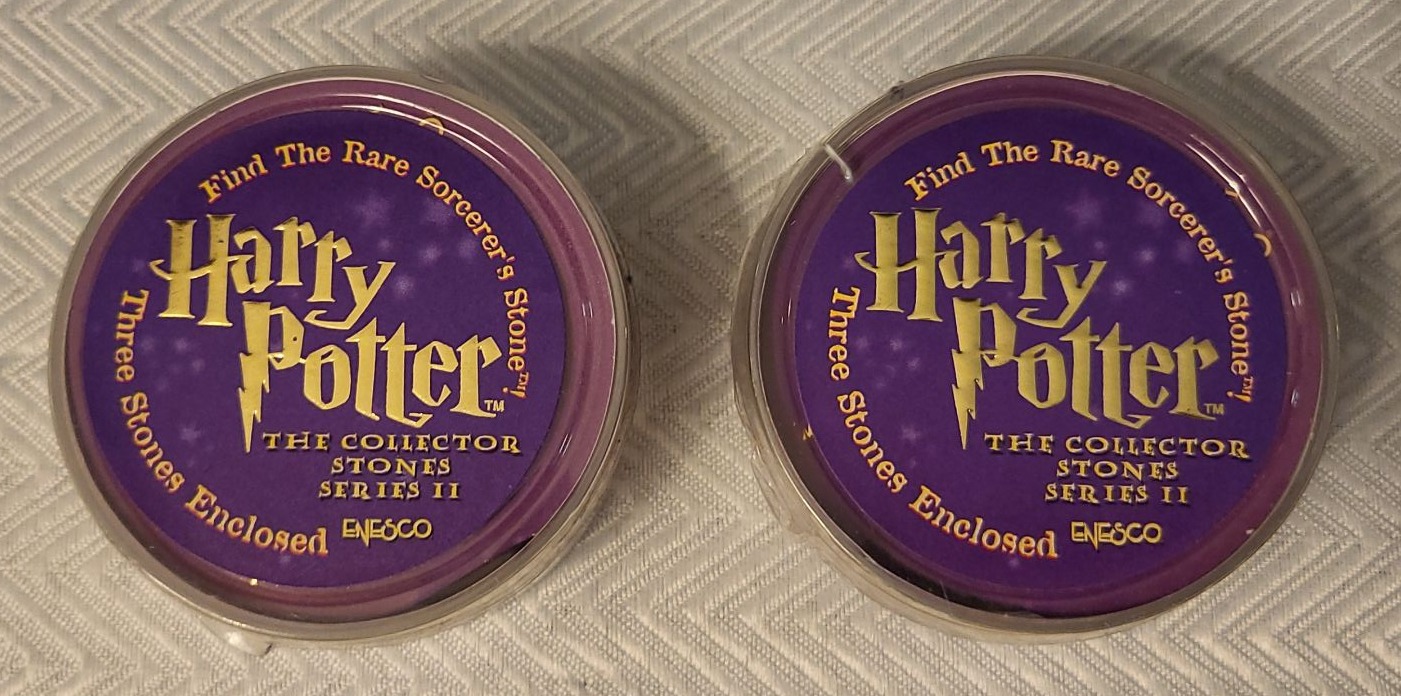 Find The Rare Sorcerer's Stone™!
Harry
Potter™
THE COLLECTOR
STONES
SERIES II
ENESCO
Three Stones Enclosed
Find The Rare Sorcerer's Stone™!
Harry
Potter™
THE COLLECTOR
STONES
SERIES II
ENESCO
Three Stones Enclosed